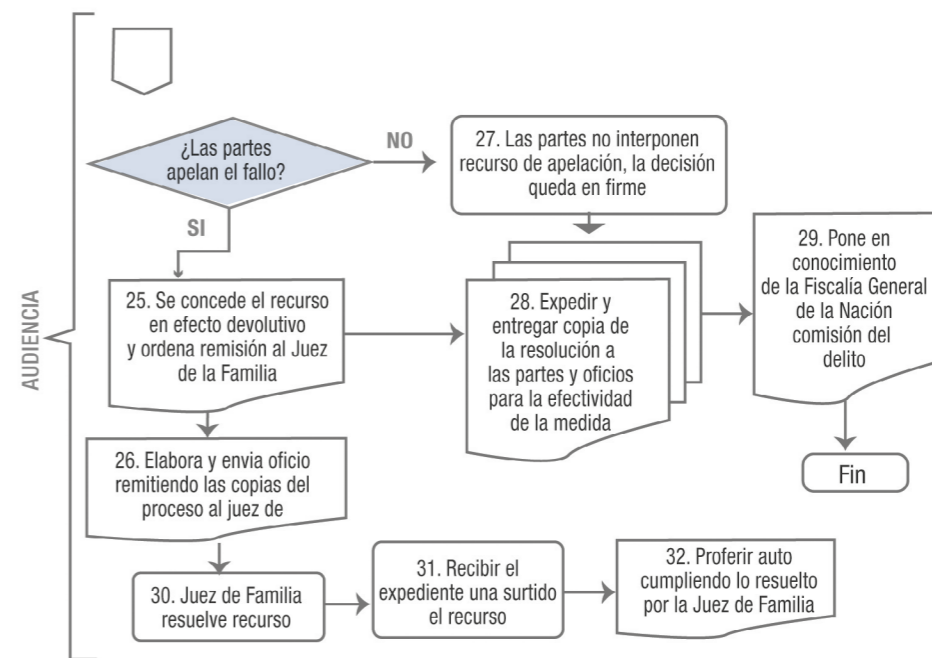 AUDIENCIA
¿Las partes
apelan el fallo?
NO
SI
27. Las partes no interponen
recurso de apelación, la decisión
queda en firme
25. Se concede el recurso
en efecto devolutivo
y ordena remisión al Juez
de la Familia
28. Expedir y
entregar copia de
la resolución a
las partes y oficios
para la efectividad
de la medida
29. Pone en
conocimiento
de la Fiscalía General
de la Nación
comisión del
delito
Fin
26. Elabora y envia oficio
remitiendo las copias del
proceso al juez de
30. Juez de Familia
resuelve recurso
31. Recibir el
expediente una surtido
el recurso
32. Proferir auto
cumpliendo lo resuelto
por la Juez de Familia